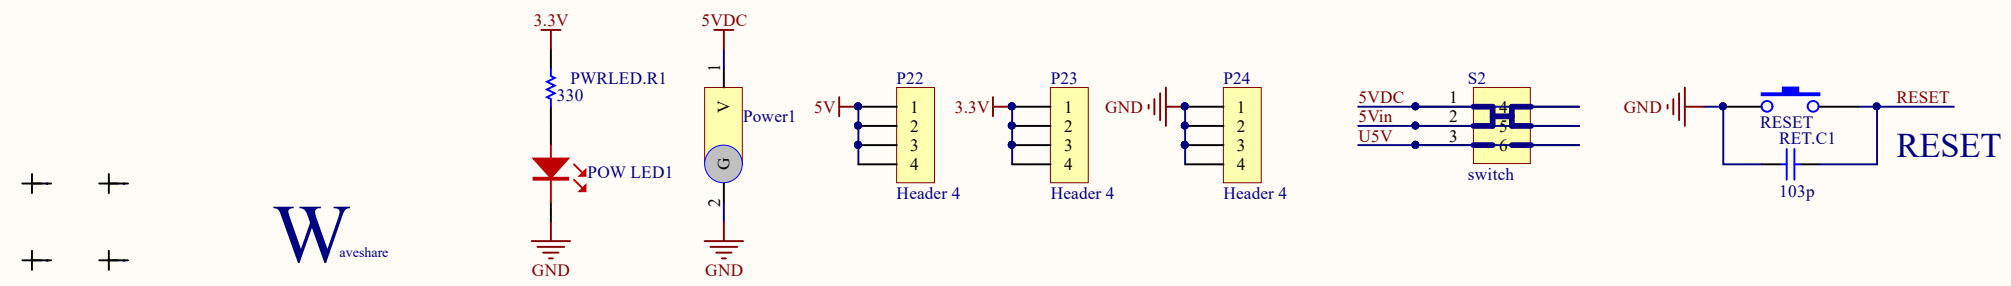 3.3V
PWRLED.R1
330
POW LED1
GND
5VDC
1
V
Power1
G
2
GND
P22
5V
1
2
3
4
Header 4
P23
3.3V
1
2
3
4
Header 4
P24
GND
1
2
3
4
Header 4
S2
5VDC 1 4
5Vin 2 5
U5V 3 6
switch
GND
RESET
RESET
RET.C1
103p
RESET
Waveshare